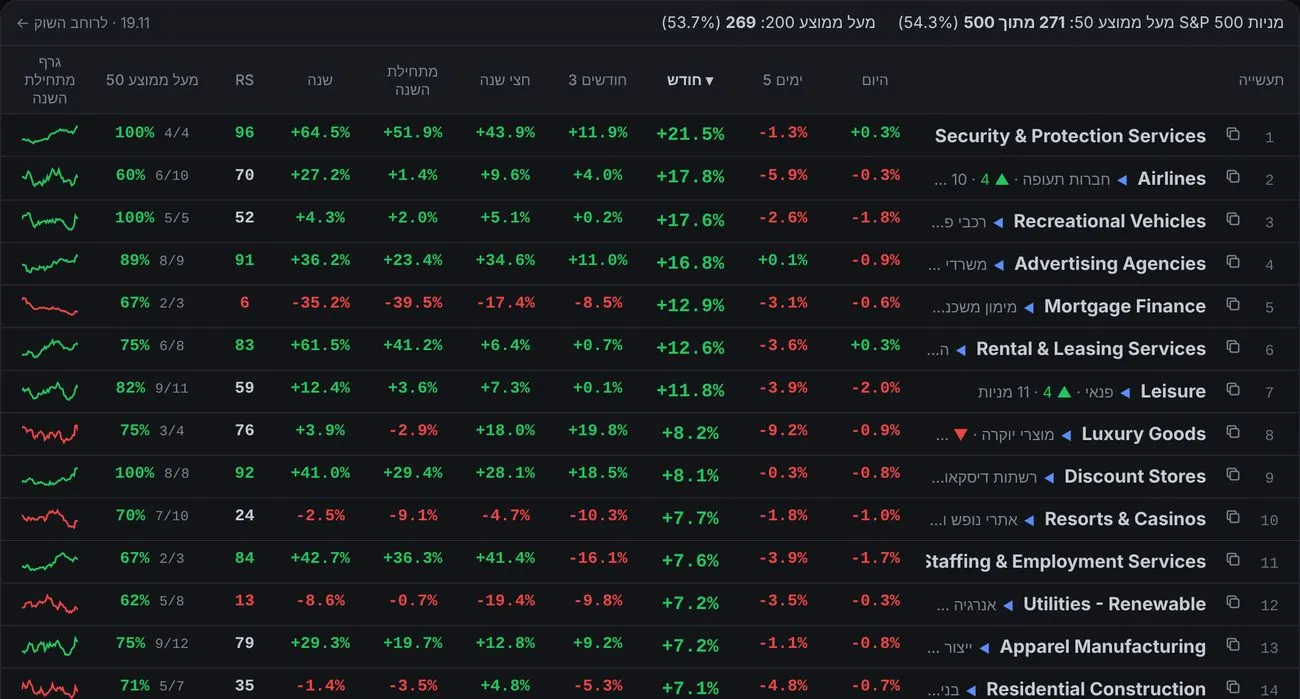 מניות S&P 500 מעל ממוצע 50: 271 מתוך 500 (54.3%) מעל ממוצע 200: 269 (53.7%) 19.11 · לרוחב השוק ←
תעשייה היום 5 ימים חודש ▼ 3 חודשים חצי שנה מתחילת השנה שנה RS מעל ממוצע 50 גרף מתחילת השנה
1 Security & Protection Services +0.3% -1.3% +21.5% +11.9% +43.9% +51.9% +64.5% 96 4/4 100%
2 Airlines ◀ חברות תעופה · ▲ 4 · 10 ... -0.3% -5.9% +17.8% +4.0% +9.6% +1.4% +27.2% 70 6/10 60%
3 Recreational Vehicles ◀ רכבי פ... -1.8% -2.6% +17.6% +0.2% +5.1% +2.0% +4.3% 52 5/5 100%
4 Advertising Agencies ◀ משרדי ... -0.9% +0.1% +16.8% +11.0% +34.6% +23.4% +36.2% 91 8/9 89%
5 Mortgage Finance ◀ מימון משכנ... -0.6% -3.1% +12.9% -8.5% -17.4% -39.5% -35.2% 6 2/3 67%
6 Rental & Leasing Services ◀ ה... +0.3% -3.6% +12.6% +0.7% +6.4% +41.2% +61.5% 83 6/8 75%
7 Leisure ◀ פנאי · ▲ 4 · 11 מניות -2.0% -3.9% +11.8% +0.1% +7.3% +3.6% +12.4% 59 9/11 82%
8 Luxury Goods ◀ מוצרי יוקרה · ▼ ... -0.9% -9.2% +8.2% +19.8% +18.0% -2.9% +3.9% 76 3/4 75%
9 Discount Stores ◀ רשתות דיסקאו... -0.8% -0.3% +8.1% +18.5% +28.1% +29.4% +41.0% 92 8/8 100%
10 Resorts & Casinos ◀ אתרי נופש ו... -1.0% -1.8% +7.7% -10.3% -4.7% -9.1% -2.5% 24 7/10 70%
11 Staffing & Employment Services -1.7% -3.9% +7.6% -16.1% +41.4% +36.3% +42.7% 84 2/3 67%
12 Utilities - Renewable ◀ אנרגיה ... -0.3% -3.5% +7.2% -9.8% -19.4% -0.7% -8.6% 13 5/8 62%
13 Apparel Manufacturing ◀ ייצור ... -0.8% -1.1% +7.2% +9.2% +12.8% +19.7% +29.3% 79 9/12 75%
14 Residential Construction ◀ בני... -0.7% -4.8% +7.1% -5.3% +4.8% -3.5% -1.4% 35 5/7 71%